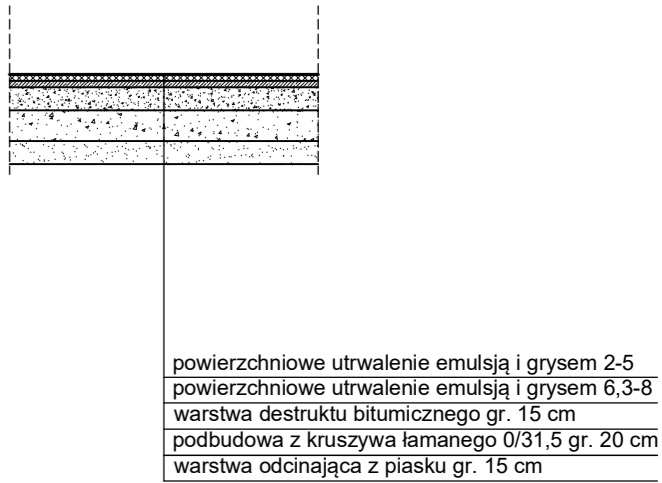 powierzchniowe utrwalenie emulsją i grysem 2-5
powierzchniowe utrwalenie emulsją i grysem 6,3-8
warstwa destruktu bitumicznego gr. 15 cm
podbudowa z kruszywa łamanego 0/31,5 gr. 20 cm
warstwa odcinająca z piasku gr. 15 cm